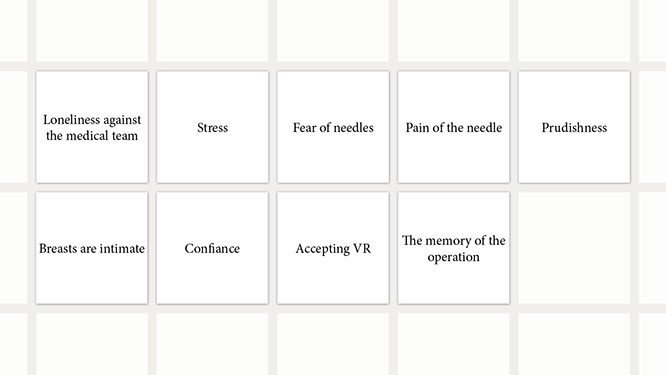 Loneliness against
the medical team
Stress
Fear of needles
Pain of the needle
Prudishness
Breasts are intimate
Confiance
Accepting VR
The memory of the
operation